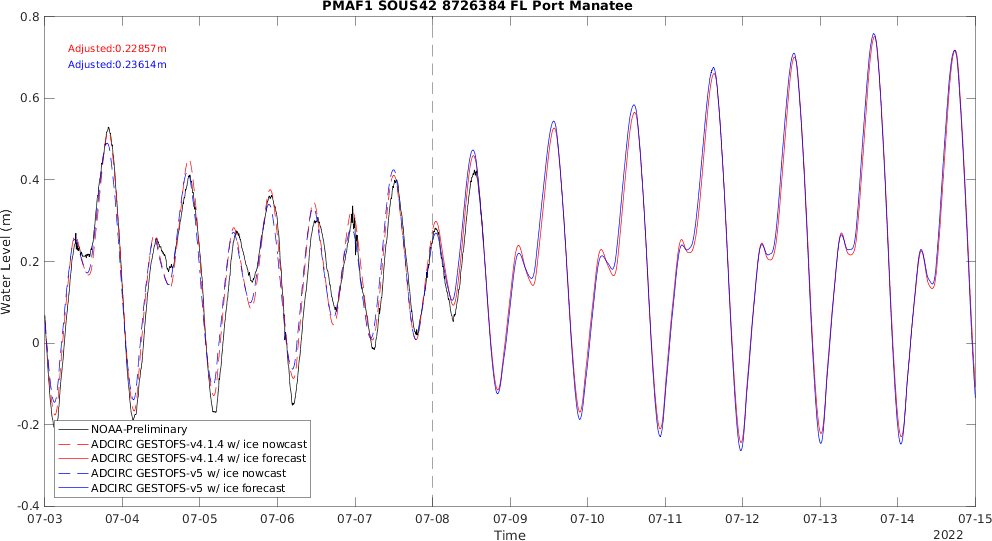 PMAF1 SOUS42 8726384 FL Port Manatee
Adjusted:0.22857m
Adjusted:0.23614m
Water Level (m)
0.8
0.6
0.4
0.2
0
-0.2
-0.4
NOAA-Preliminary
ADCIRC GESTOFS-v4.1.4 w/ ice nowcast
ADCIRC GESTOFS-v4.1.4 w/ ice forecast
ADCIRC GESTOFS-v5 w/ ice nowcast
ADCIRC GESTOFS-v5 w/ ice forecast
07-03 07-04 07-05 07-06 07-07 07-08 07-09 07-10 07-11 07-12 07-13 07-14 07-15
Time
2022